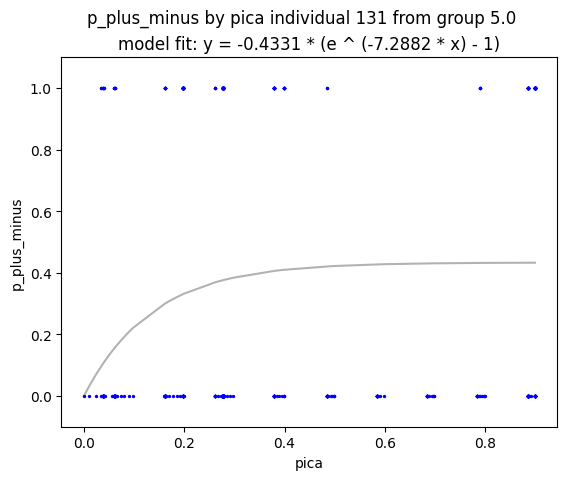 p_plus_minus by pica individual 131 from group 5.0
model fit: y = -0.4331 * (e ^ (-7.2882 * x) - 1)
1.0
0.8
0.6
0.4
0.2
0.0
p_plus_minus
0.0 0.2 0.4 0.6 0.8
pica